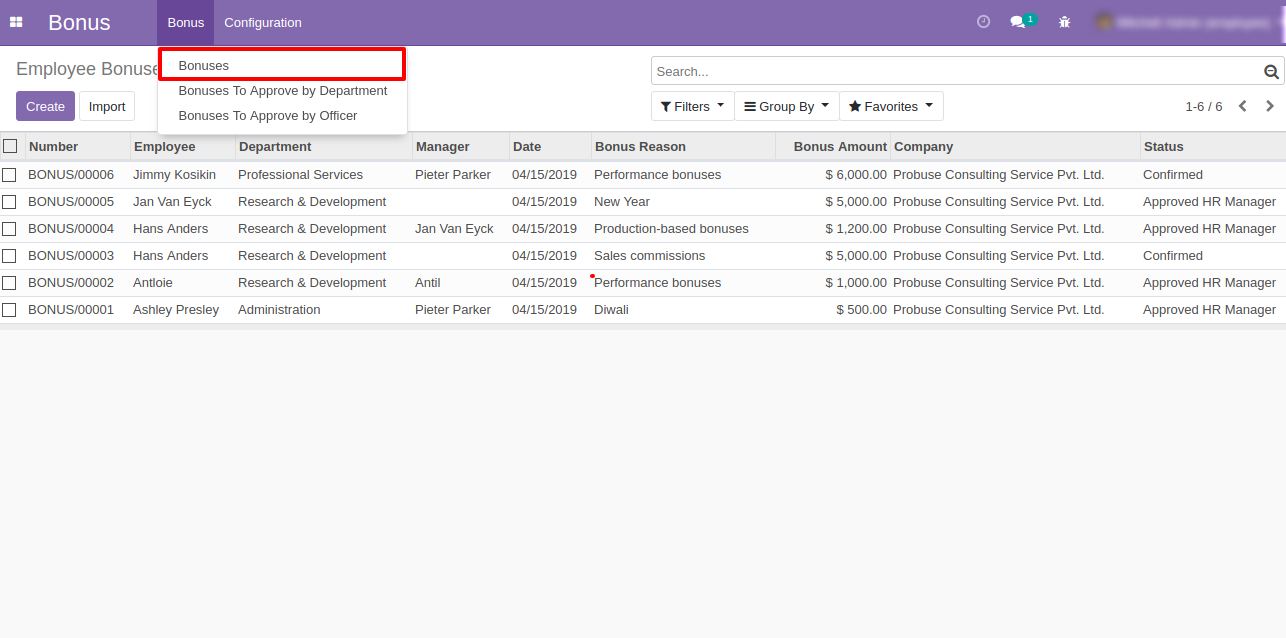 Bonus Bonus Configuration 1
Employee Bonuse
Bonuses
Bonuses To Approve by Department
Bonuses To Approve by Officer
Search...
Create Import
Filters Group By Favorites 1-6 / 6
Number Employee Department Manager Date Bonus Reason Bonus Amount Company Status
BONUS/00006 Jimmy Kosikin Professional Services Pieter Parker 04/15/2019 Performance bonuses $ 6,000.00 Probuse Consulting Service Pvt. Ltd. Confirmed
BONUS/00005 Jan Van Eyck Research & Development 04/15/2019 New Year $ 5,000.00 Probuse Consulting Service Pvt. Ltd. Approved HR Manager
BONUS/00004 Hans Anders Research & Development Jan Van Eyck 04/15/2019 Production-based bonuses $ 1,200.00 Probuse Consulting Service Pvt. Ltd. Approved HR Manager
BONUS/00003 Hans Anders Research & Development 04/15/2019 Sales commissions $ 5,000.00 Probuse Consulting Service Pvt. Ltd. Confirmed
BONUS/00002 Antloie Research & Development Antil 04/15/2019 Performance bonuses $ 1,000.00 Probuse Consulting Service Pvt. Ltd. Approved HR Manager
BONUS/00001 Ashley Presley Administration Pieter Parker 04/15/2019 Diwali $ 500.00 Probuse Consulting Service Pvt. Ltd. Approved HR Manager